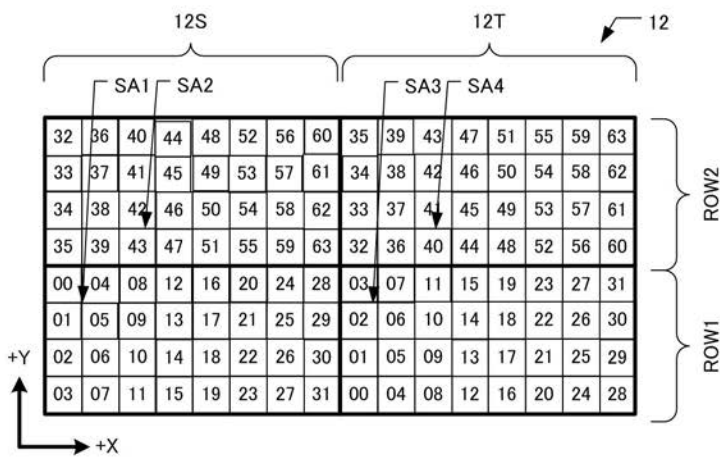 12S 12T 12
SA1 SA2 SA3 SA4
32 36 40 44 48 52 56 60 35 39 43 47 51 55 59 63
33 37 41 45 49 53 57 61 34 38 42 46 50 54 58 62
34 38 42 46 50 54 58 62 33 37 41 45 49 53 57 61
35 39 43 47 51 55 59 63 32 36 40 44 48 52 56 60
ROW2
00 04 08 12 16 20 24 28 03 07 11 15 19 23 27 31
01 05 09 13 17 21 25 29 02 06 10 14 18 22 26 30
02 06 10 14 18 22 26 30 01 05 09 13 17 21 25 29
03 07 11 15 19 23 27 31 00 04 08 12 16 20 24 28
ROW1
+Y
+X